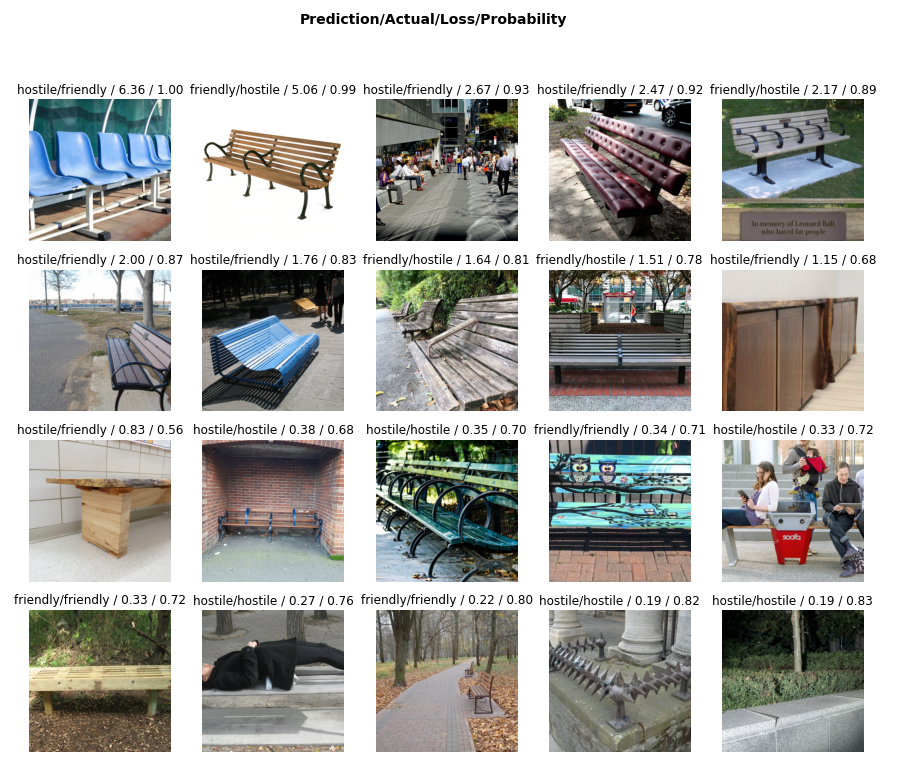 Prediction/Actual/Loss/Probability
hostile/friendly / 6.36 / 1.00
friendly/hostile / 5.06 / 0.99
hostile/friendly / 2.67 / 0.93
hostile/friendly / 2.47 / 0.92
friendly/hostile / 2.17 / 0.89
In memory of Leonard Ball,
who hated fat people
hostile/friendly / 2.00 / 0.87
hostile/friendly / 1.76 / 0.83
friendly/hostile / 1.64 / 0.81
friendly/hostile / 1.51 / 0.78
hostile/friendly / 1.15 / 0.68
hostile/friendly / 0.83 / 0.56
hostile/hostile / 0.38 / 0.68
hostile/hostile / 0.35 / 0.70
friendly/friendly / 0.34 / 0.71
hostile/hostile / 0.33 / 0.72
soofa
friendly/friendly / 0.33 / 0.72
hostile/hostile / 0.27 / 0.76
friendly/friendly / 0.22 / 0.80
hostile/hostile / 0.19 / 0.82
hostile/hostile / 0.19 / 0.83